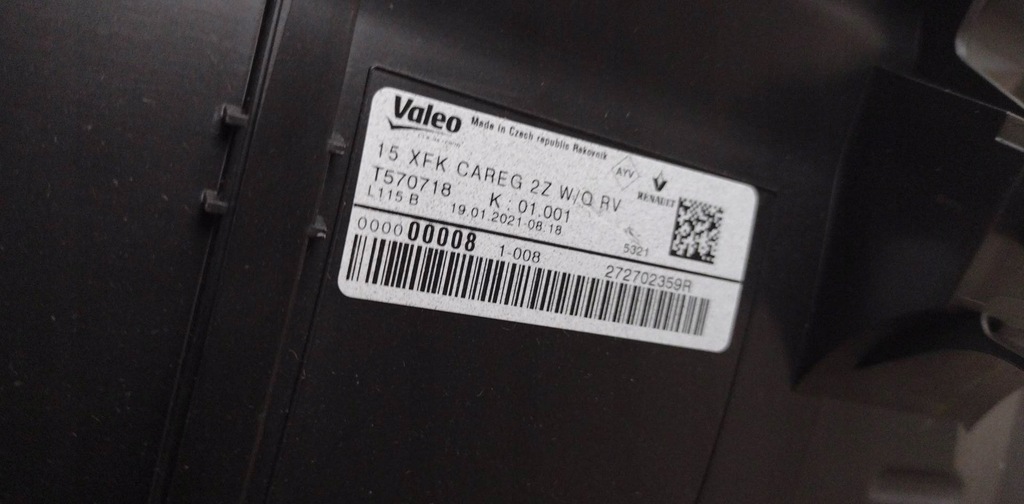 Valeo Made in Czech republic Rakovnik
15 XFK CAREG 2Z W/Q RV
AYV
RENAULT
T570718 K: 01.001
L115 B 19.01.2021-08:18
5321
000000008 1-008 272702359R